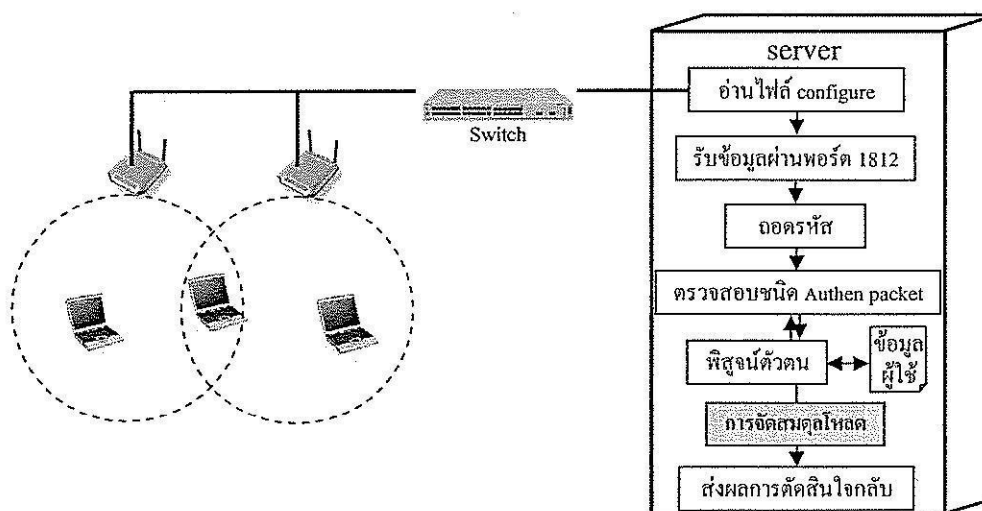 server
อ่านไฟล์ configure
Switch
รับข้อมูลผ่านพอร์ต 1812
ถอดรหัส
ตรวจสอบชนิด Authen packet
พิสูจน์ตัวตน
ข้อมูล
ผู้ใช้
การจัดสมดุลโหลด
ส่งผลการตัดสินใจกลับ